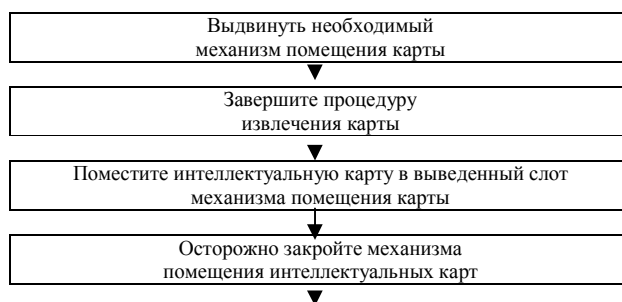 Выдвинуть необходимый
механизм помещения карты
Завершите процедуру
извлечения карты
Поместите интеллектуальную карту в выведенный слот
механизма помещения карты
Осторожно закройте механизма
помещения интеллектуальных карт